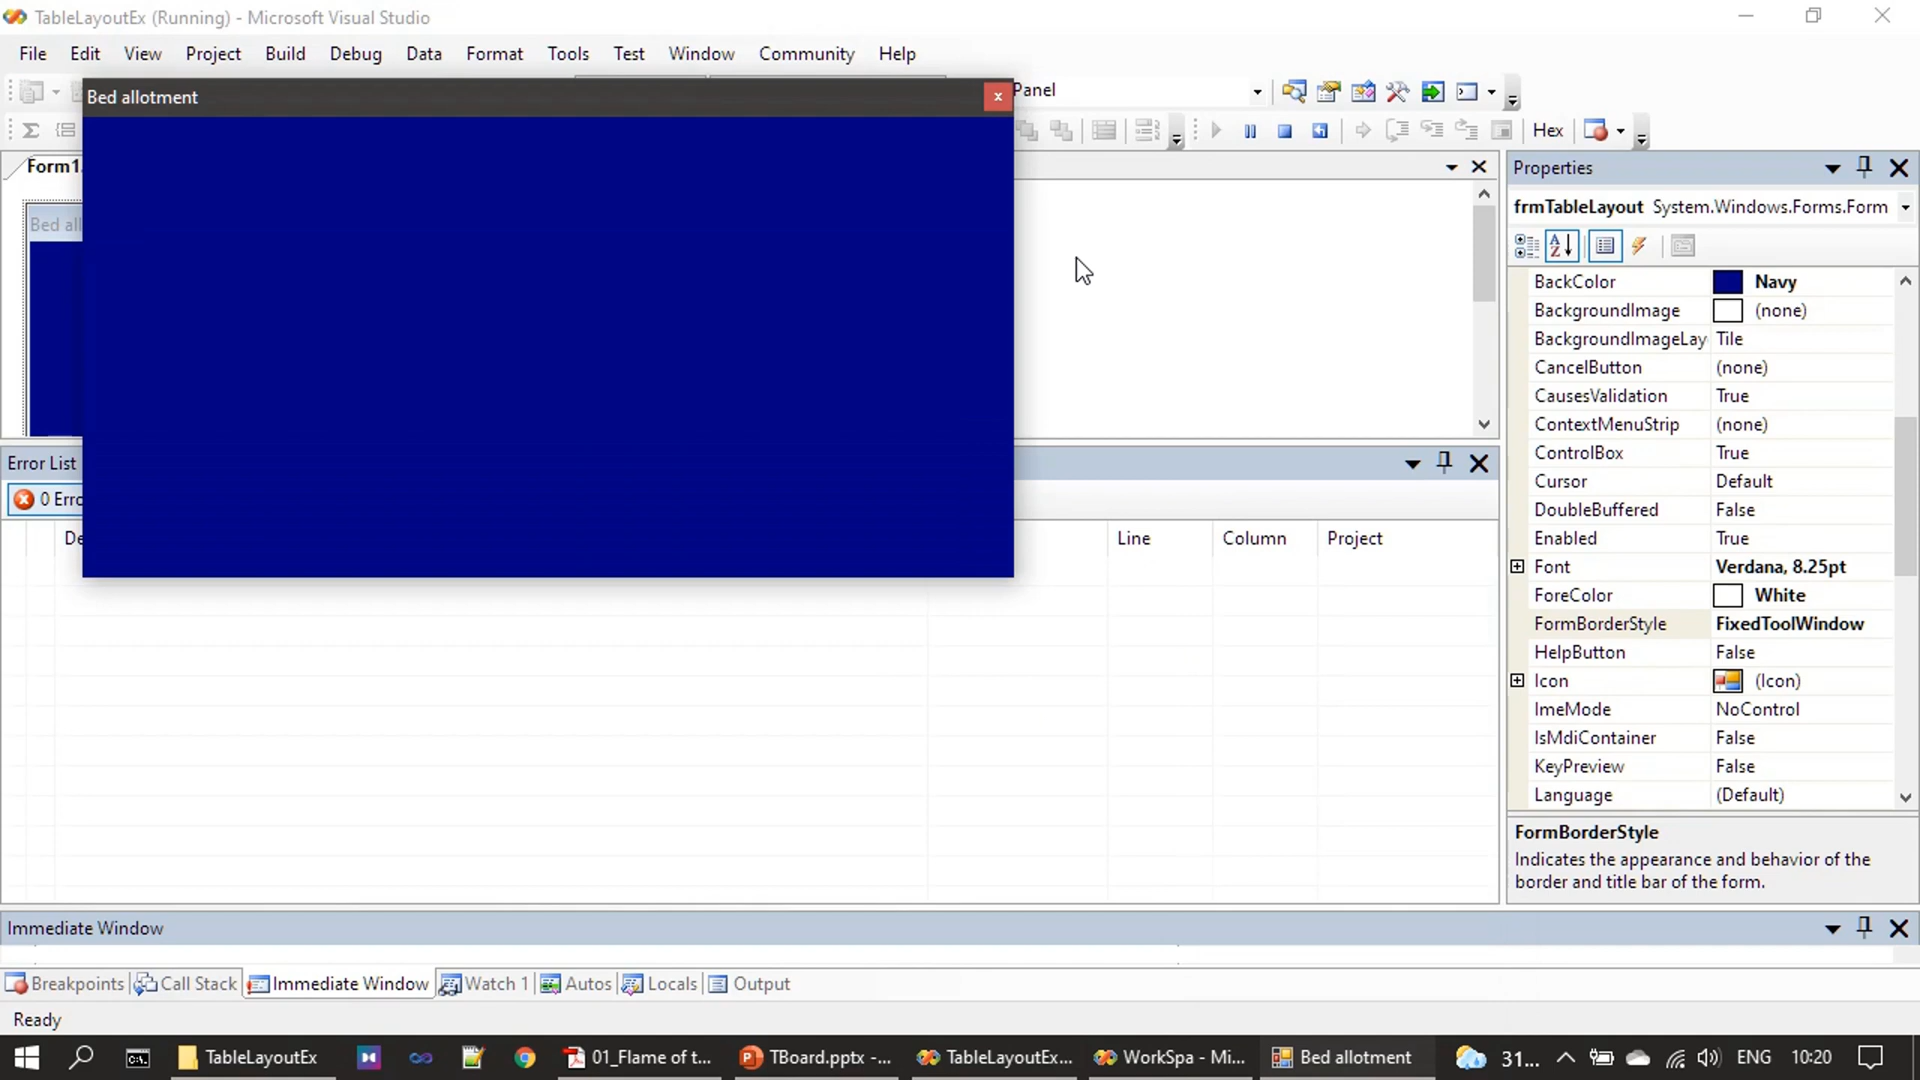 TableLayoutEx (Running) - Microsoft Visual Studio
File Edit View Project Build Debug Data Format Tools Test Window Community Help
Bed allotment x
Panel
Hex
Form1.
Properties
frmTableLayout System.Windows.Forms.Form
Bed all
BackColor Navy
BackgroundImage (none)
BackgroundImageLay Tile
CancelButton (none)
CausesValidation True
ContextMenuStrip (none)
ControlBox True
Cursor Default
DoubleBuffered False
Enabled True
Font Verdana, 8.25pt
ForeColor White
FormBorderStyle FixedToolWindow
HelpButton False
Icon (Icon)
ImeMode NoControl
IsMdiContainer False
KeyPreview False
Language (Default)
FormBorderStyle
Indicates the appearance and behavior of the
border and title bar of the form.
Error List
0 Erro
De Line Column Project
Immediate Window
Breakpoints Call Stack Immediate Window Watch 1 Autos Locals Output
Ready
TableLayoutEx 01_Flame of t... TBoard.pptx -... TableLayoutEx... WorkSpa - Mi... Bed allotment 31... ENG 10:20